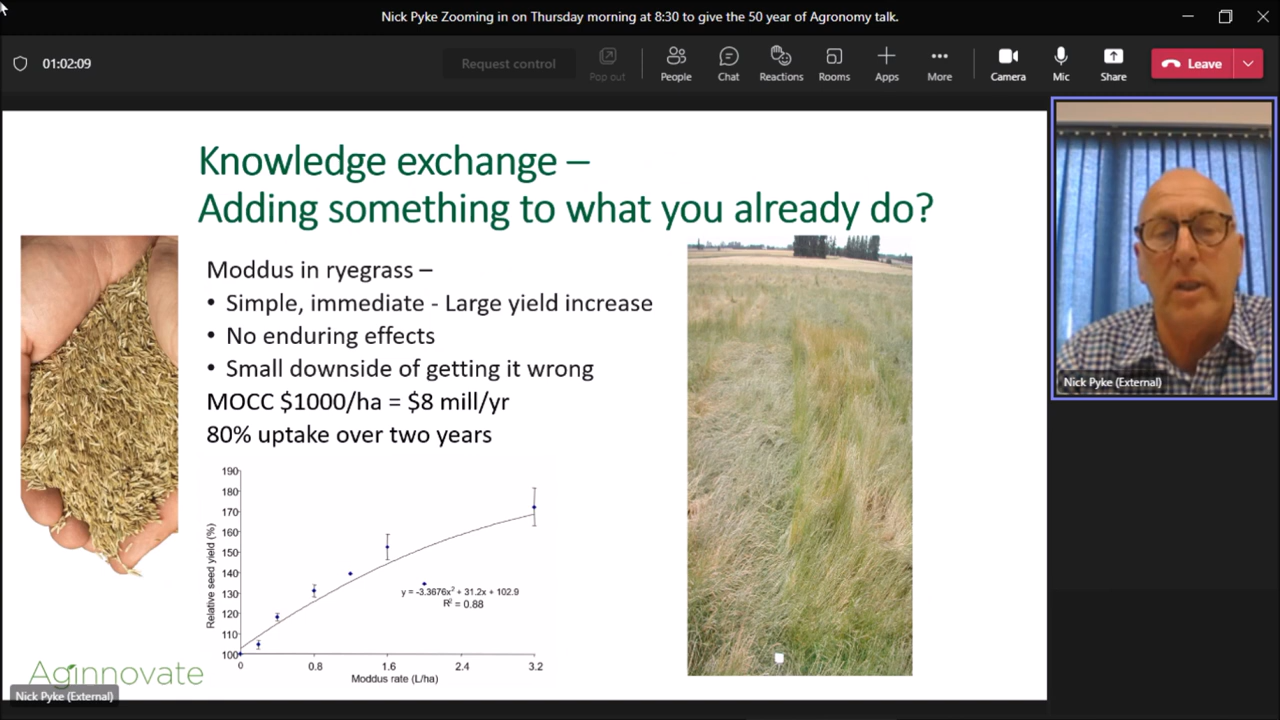 Nick Pyke Zooming in on Thursday morning at 8:30 to give the 50 year of Agronomy talk.
01:02:09
Request control
Pop out
People
Chat
Reactions
Rooms
Apps
More
Camera
Mic
Share
Leave
Knowledge exchange –
Adding something to what you already do?
Moddus in ryegrass –
• Simple, immediate - Large yield increase
• No enduring effects
• Small downside of getting it wrong
MOCC $1000/ha = $8 mill/yr
80% uptake over two years
Relative seed yield (%)
190
180
170
160
150
140
130
120
110
100
y = -3.3676x² + 31.2x + 102.9
R² = 0.88
0
0.8
1.6
2.4
3.2
Moddus rate (L/ha)
Aginnovate
Nick Pyke (External)
Nick Pyke (External)